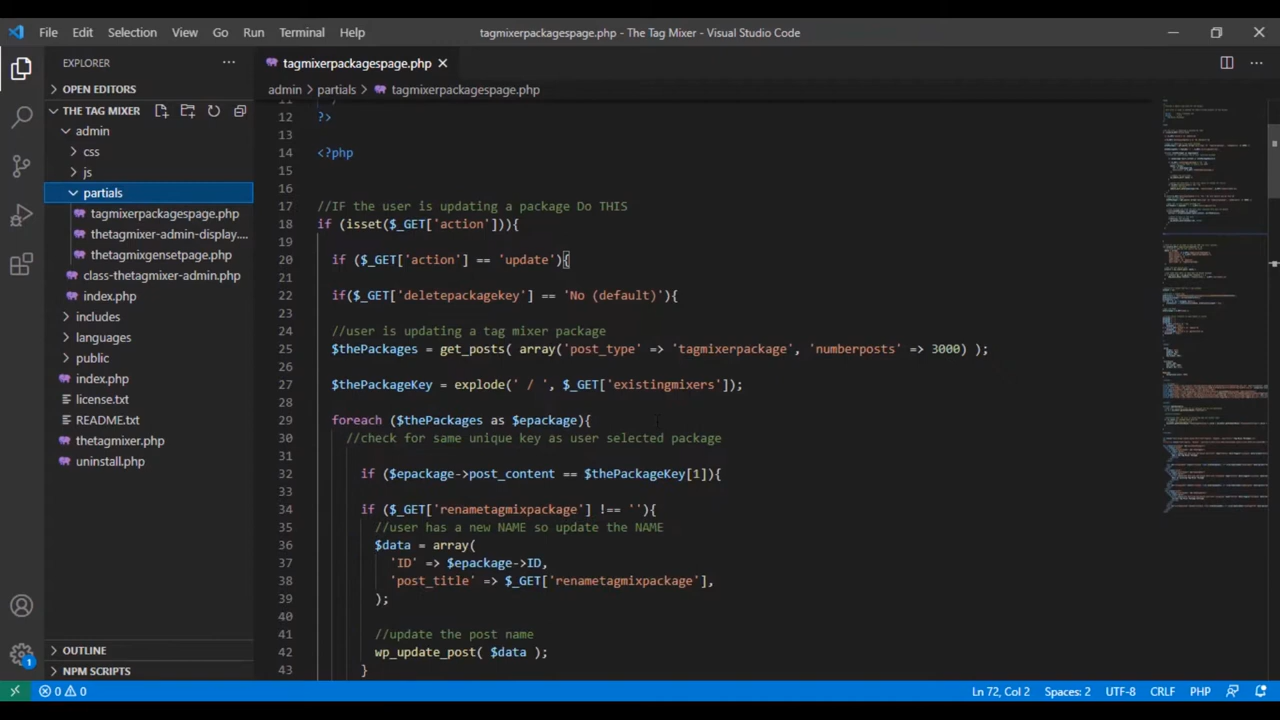 File Edit Selection View Go Run Terminal Help
tagmixerpackagespage.php - The Tag Mixer - Visual Studio Code
EXPLORER
OPEN EDITORS
THE TAG MIXER
admin
css
js
partials
tagmixerpackagespage.php
thetagmixer-admin-display....
thetagmixgensetpage.php
class-thetagmixer-admin.php
index.php
includes
languages
public
index.php
license.txt
README.txt
thetagmixer.php
uninstall.php
OUTLINE
NPM SCRIPTS
tagmixerpackagespage.php
admin > partials > tagmixerpackagespage.php
12 ?>
13
14 <?php
15
16
17 //IF the user is updating a package Do THIS
18 if (isset($_GET['action'])){
19
20 if ($_GET['action'] == 'update'){
21
22 if($_GET['deletepackagekey'] == 'No (default)'){
23
24 //user is updating a tag mixer package
25 $thePackages = get_posts( array('post_type' => 'tagmixerpackage', 'numberposts' => 3000) );
26
27 $thePackageKey = explode(' / ', $_GET['existingmixers']);
28
29 foreach ($thePackages as $epackage){
30 //check for same uniqid key as user selected package
31
32 if ($epackage->post_content == $thePackageKey[1]){
33
34 if ($_GET['renametagmixpackage'] !== ''){
35 //user has a new NAME so update the NAME
36 $data = array(
37 'ID' => $epackage->ID,
38 'post_title' => $_GET['renametagmixpackage'],
39 );
40
41 //update the post name
42 wp_update_post( $data );
43 }
0 0
1
Ln 72, Col 2 Spaces: 2 UTF-8 CRLF PHP